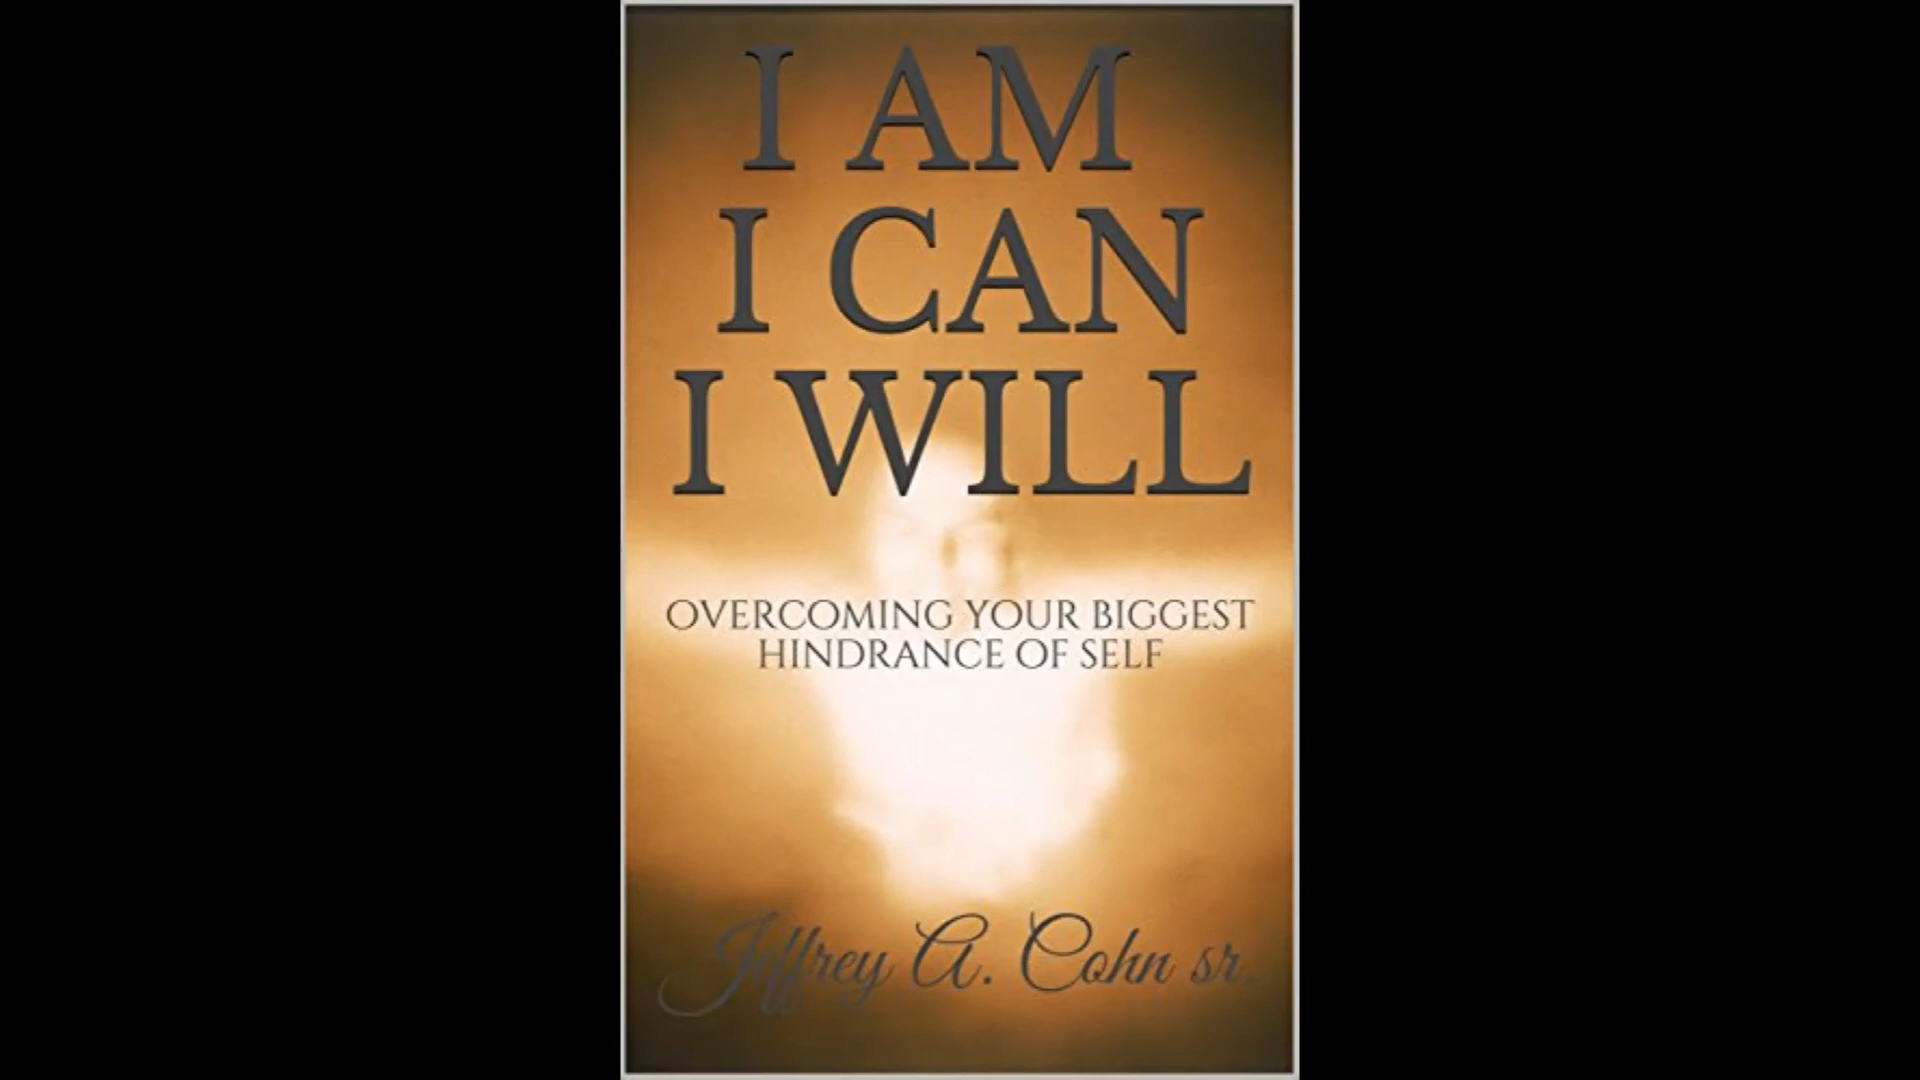 I AM
I CAN
I WILL
OVERCOMING YOUR BIGGEST
HINDRANCE OF SELF
Jeffrey A. Cohn sr.